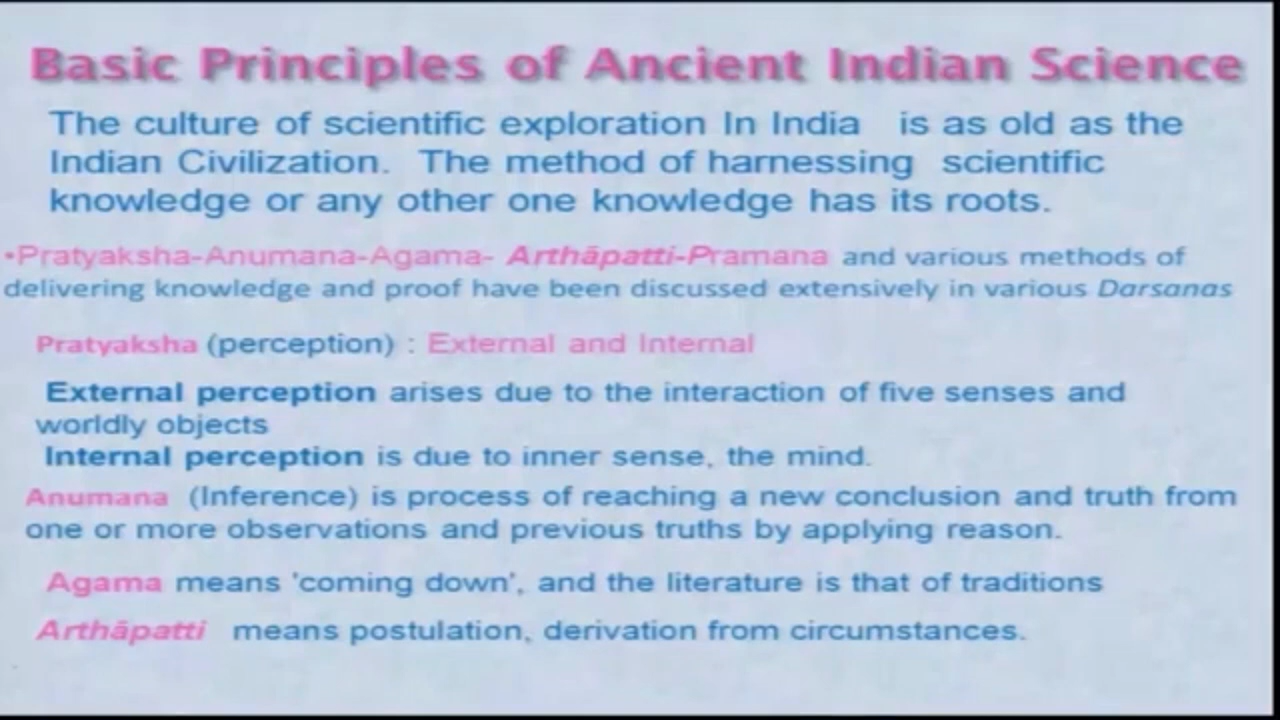 Basic Principles of Ancient Indian Science
The culture of scientific exploration In India is as old as the
Indian Civilization. The method of harnessing scientific
knowledge or any other one knowledge has its roots.
•Pratyaksha-Anumana-Agama- Arthāpatti-Pramana and various methods of
delivering knowledge and proof have been discussed extensively in various Darsanas
Pratyaksha (perception) : External and Internal
External perception arises due to the interaction of five senses and
worldly objects
Internal perception is due to inner sense, the mind.
Anumana (Inference) is process of reaching a new conclusion and truth from
one or more observations and previous truths by applying reason.
Agama means 'coming down', and the literature is that of traditions
Arthāpatti means postulation, derivation from circumstances.